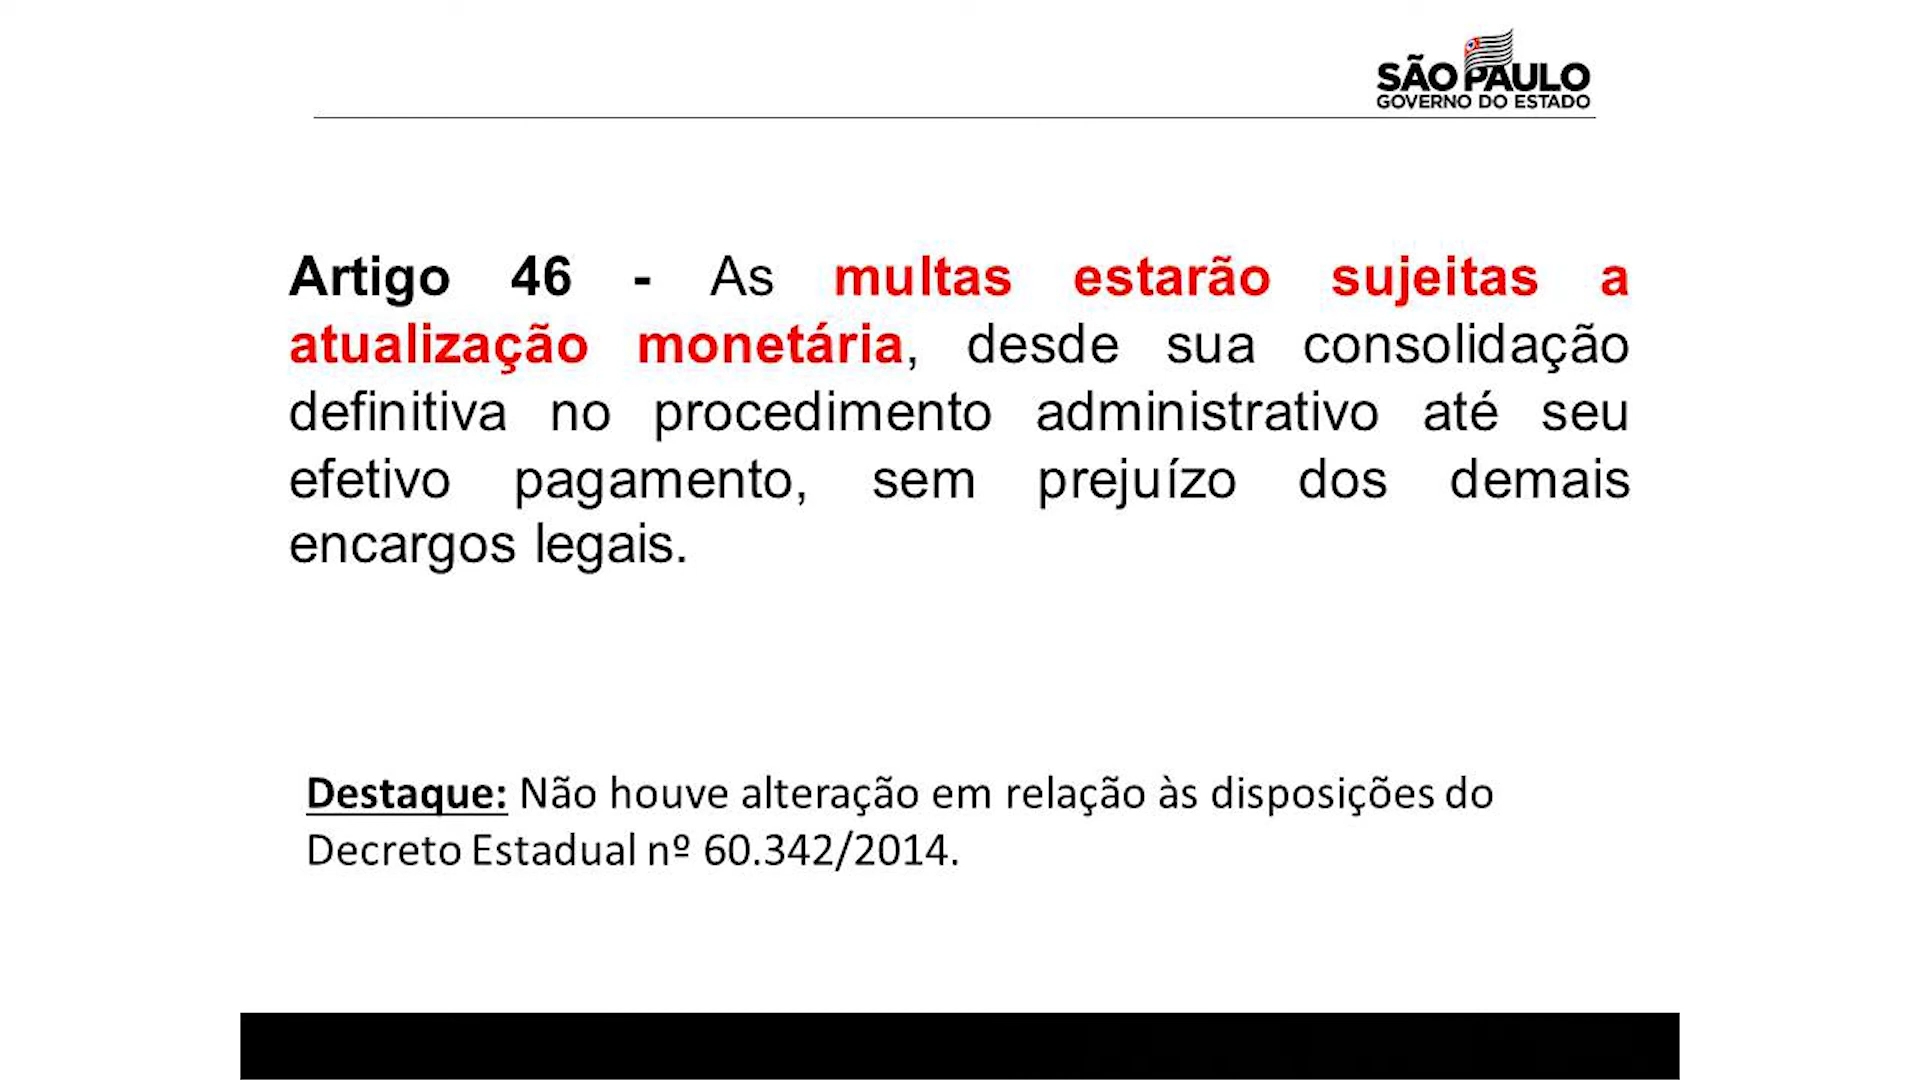 SÃO PAULO
GOVERNO DO ESTADO
Artigo 46 - As multas estarão sujeitas a
atualização monetária, desde sua consolidação
definitiva no procedimento administrativo até seu
efetivo pagamento, sem prejuízo dos demais
encargos legais.
Destaque: Não houve alteração em relação às disposições do
Decreto Estadual nº 60.342/2014.